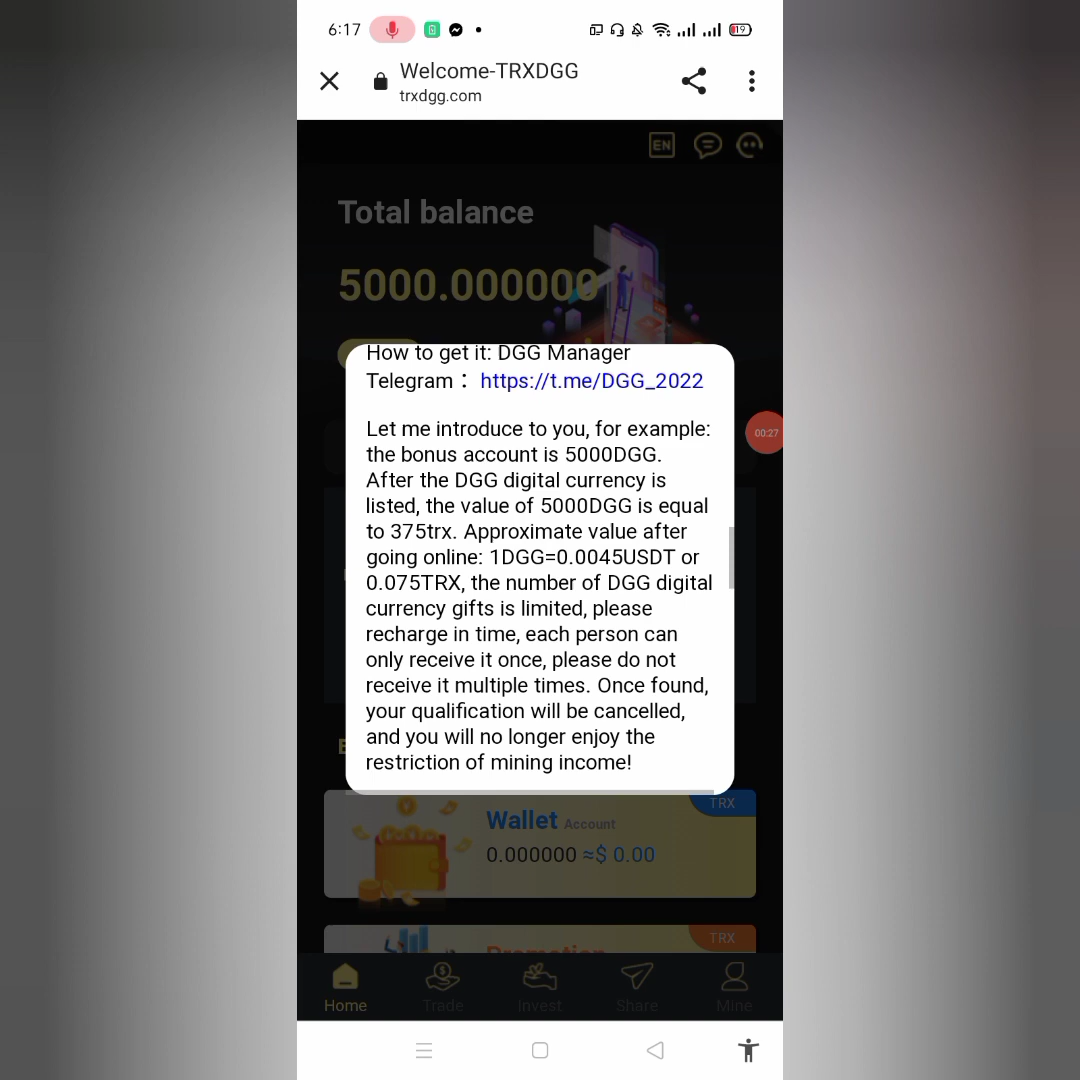 6:17
19
Welcome-TRXDGG
trxdgg.com
EN
Total balance
5000.000000
How to get it: DGG Manager
Telegram： https://t.me/DGG_2022
00:27
Let me introduce to you, for example:
the bonus account is 5000DGG.
After the DGG digital currency is
listed, the value of 5000DGG is equal
to 375trx. Approximate value after
going online: 1DGG=0.0045USDT or
0.075TRX, the number of DGG digital
currency gifts is limited, please
recharge in time, each person can
only receive it once, please do not
receive it multiple times. Once found,
your qualification will be cancelled,
and you will no longer enjoy the
restriction of mining income!
TRX
Wallet Account
0.000000 ≈$ 0.00
TRX
Promotion
Home Trade Invest Share Mine